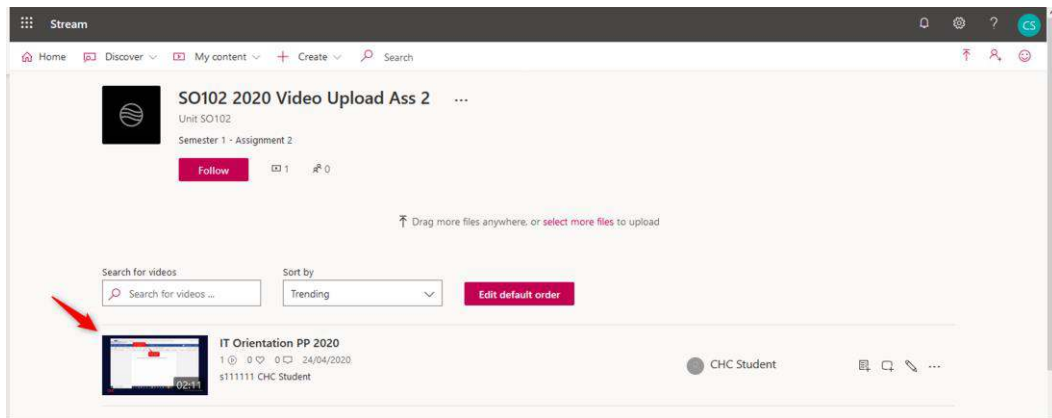 Stream
?
CS
Home Discover My content Create Search
SO102 2020 Video Upload Ass 2 ...
Unit SO102
Semester 1 - Assignment 2
Follow 1 0
Drag more files anywhere, or select more files to upload
Search for videos Sort by
Search for videos ... Trending Edit default order
IT Orientation PP 2020
1 0 0 24/04/2020 CHC Student ...
s111111 CHC Student
02:11